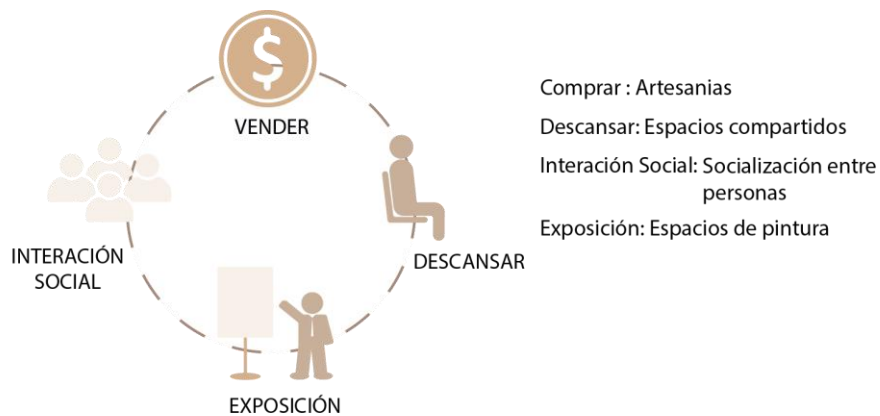 $
VENDER
INTERACIÓN
SOCIAL
DESCANSAR
EXPOSICIÓN
Comprar : Artesanias
Descansar: Espacios compartidos
Interación Social: Socialización entre
personas
Exposición: Espacios de pintura